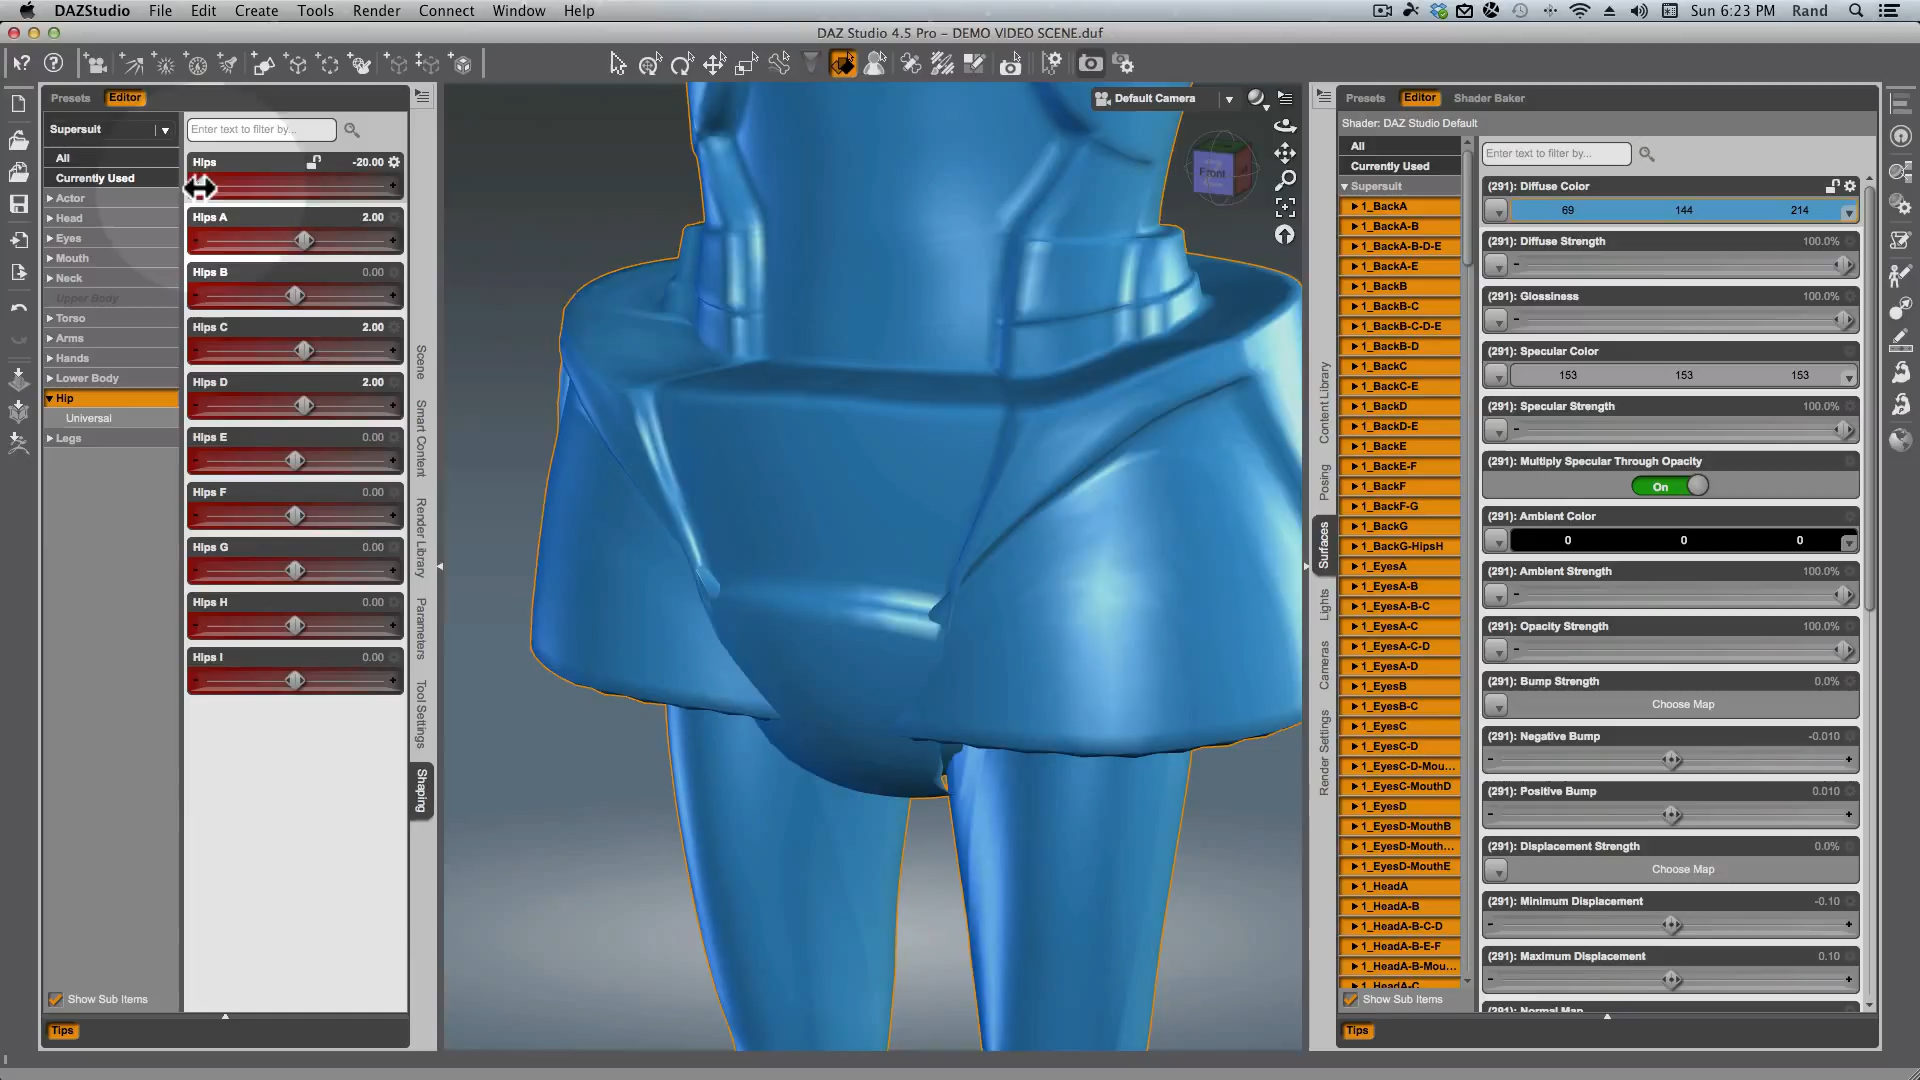 DAZStudio File Edit Create Tools Render Connect Window Help Sun 6:23 PM Rand
DAZ Studio 4.5 Pro – DEMO VIDEO SCENE.duf
Presets Editor
Supersuit
Enter text to filter by...
All
Currently Used
Actor
Head
Eyes
Mouth
Neck
Upper Body
Torso
Arms
Hands
Lower Body
Hip
Universal
Legs
Hips -20.00
Hips A 2.00
Hips B 0.00
Hips C 2.00
Hips D 2.00
Hips E 0.00
Hips F 0.00
Hips G 0.00
Hips H 0.00
Hips I 0.00
Show Sub Items
Tips
Scene
Smart Content
Render Library
Parameters
Tool Settings
Shaping
Default Camera
Front
Content Library
Posing
Surfaces
Lights
Cameras
Render Settings
Presets Editor Shader Baker
Shader: DAZ Studio Default
All
Currently Used
Supersuit
1_BackA
1_BackA-B
1_BackA-B-D-E
1_BackA-E
1_BackB
1_BackB-C
1_BackB-C-D-E
1_BackB-D
1_BackC
1_BackC-E
1_BackD
1_BackD-E
1_BackE
1_BackE-F
1_BackF
1_BackF-G
1_BackG
1_BackG-HipsH
1_EyesA
1_EyesA-B
1_EyesA-B-C
1_EyesA-C
1_EyesA-C-D
1_EyesA-D
1_EyesB
1_EyesB-C
1_EyesC
1_EyesC-D
1_EyesC-D-Mou...
1_EyesC-MouthD
1_EyesD
1_EyesD-MouthB
1_EyesD-Mouth...
1_EyesD-MouthE
1_HeadA
1_HeadA-B
1_HeadA-B-C-D
1_HeadA-B-E-F
1_HeadA-B-Mou...
1_HeadA-C
Show Sub Items
Tips
Enter text to filter by...
(291): Diffuse Color
69 144 214
(291): Diffuse Strength 100.0%
(291): Glossiness 100.0%
(291): Specular Color
153 153 153
(291): Specular Strength 100.0%
(291): Multiply Specular Through Opacity
On
(291): Ambient Color
0 0 0
(291): Ambient Strength 100.0%
(291): Opacity Strength 100.0%
(291): Bump Strength 0.0%
Choose Map
(291): Negative Bump -0.010
(291): Positive Bump 0.010
(291): Displacement Strength 0.0%
Choose Map
(291): Minimum Displacement -0.10
(291): Maximum Displacement 0.10
(291): Normal Map